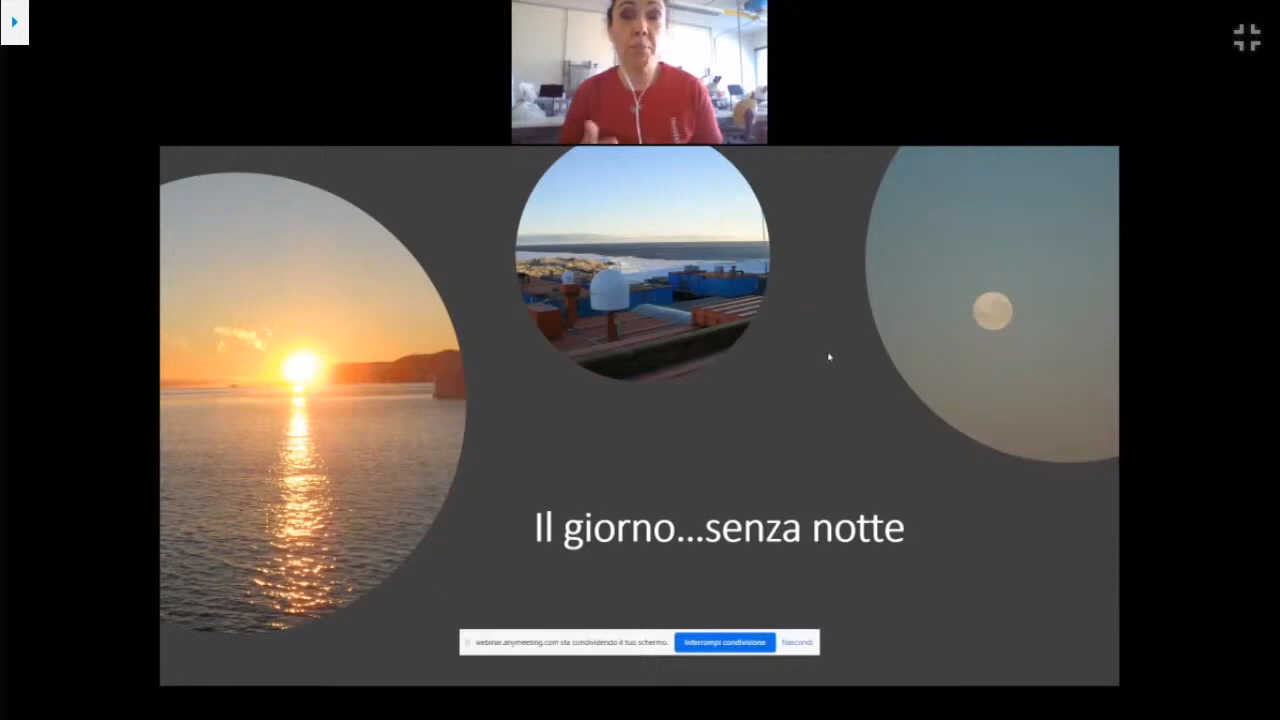 Il giorno...senza notte
webinar.anymeeting.com sta condividendo il tuo schermo.
Interrompi condivisione
Nascondi